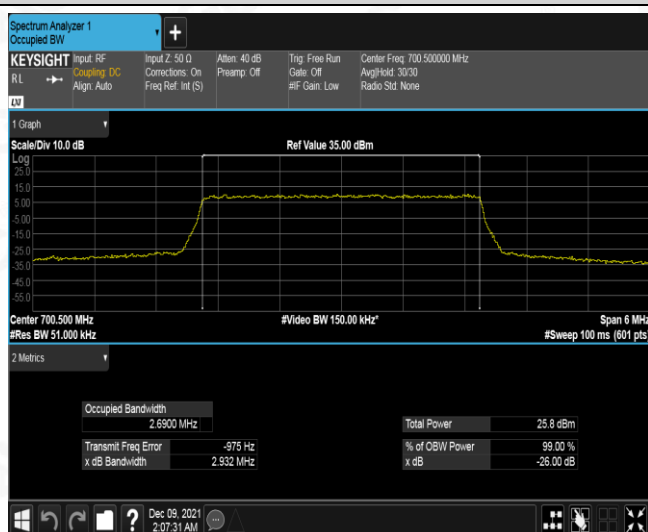 Spectrum Analyzer 1
Occupied BW
+
KEYSIGHT Input: RF Input Z: 50 Ω Atten: 40 dB Trig: Free Run Center Freq: 700.500000 MHz
RL Coupling: DC Corrections: On Preamp: Off Gate: Off Avg|Hold: 30/30
Align: Auto Freq Ref: Int (S) #IF Gain: Low Radio Std: None
LXI
1 Graph
Scale/Div 10.0 dB Ref Value 35.00 dBm
Log
25.0
15.0
5.00
-5.00
-15.0
-25.0
-35.0
-45.0
-55.0
Center 700.500 MHz #Video BW 150.00 kHz* Span 6 MHz
#Res BW 51.000 kHz #Sweep 100 ms (601 pts)
2 Metrics
Occupied Bandwidth
2.6900 MHz Total Power 25.8 dBm
Transmit Freq Error -975 Hz % of OBW Power 99.00 %
x dB Bandwidth 2.932 MHz x dB -26.00 dB
? Dec 09, 2021
2:07:31 AM